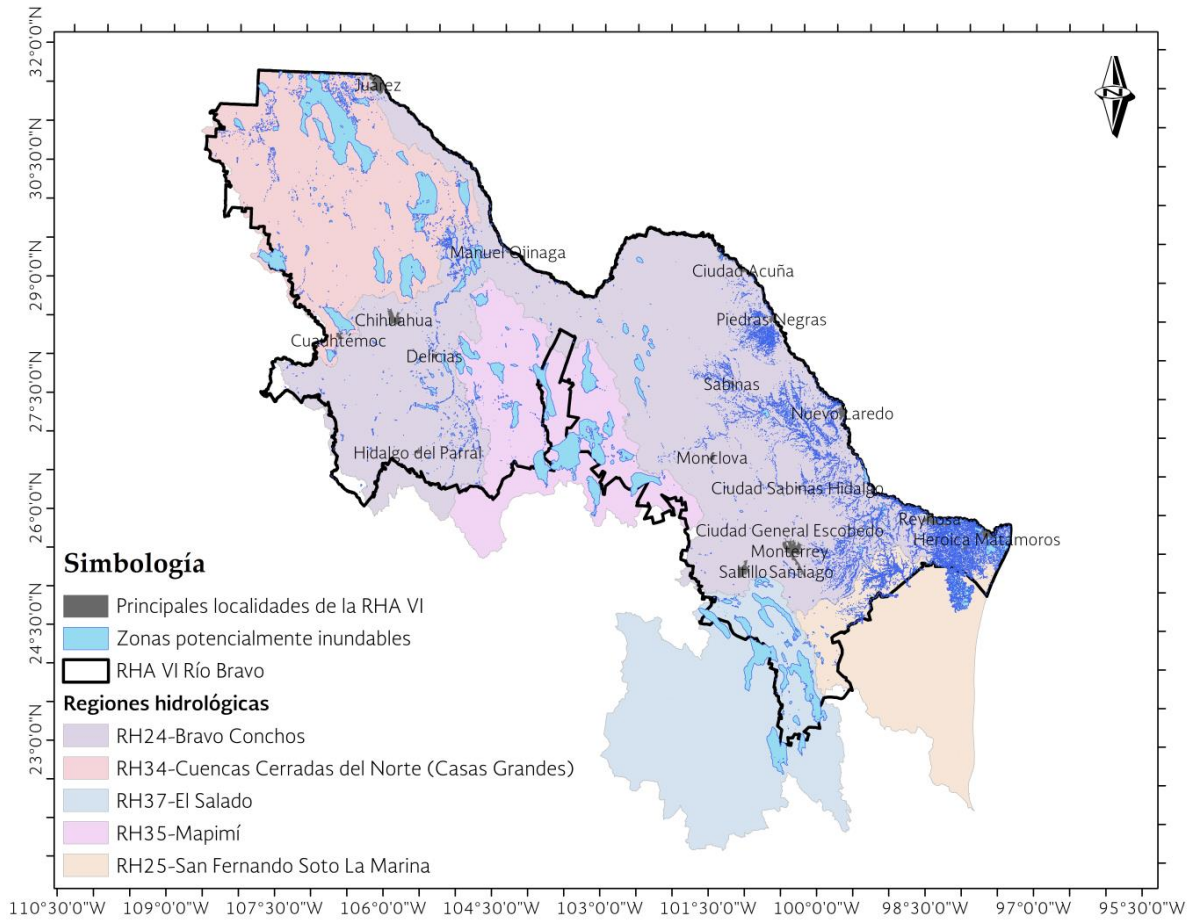 32°0'0"N
30°30'0"N
29°0'0"N
27°30'0"N
26°0'0"N
24°30'0"N
23°0'0"N
N
Juárez
Manuel Ojinaga
Ciudad Acuña
Chihuahua
Piedras Negras
Cuauhtémoc
Delicias
Sabinas
Nuevo Laredo
Hidalgo del Parral
Monclova
Ciudad Sabinas Hidalgo
Reynosa
Ciudad General Escobedo
Heroica Matamoros
Monterrey
Saltillo
Santiago
Simbología
Principales localidades de la RHA VI
Zonas potencialmente inundables
RHA VI Río Bravo
Regiones hidrológicas
RH24-Bravo Conchos
RH34-Cuencas Cerradas del Norte (Casas Grandes)
RH37-El Salado
RH35-Mapimí
RH25-San Fernando Soto La Marina
110°30'0"W 109°0'0"W 107°30'0"W 106°0'0"W 104°30'0"W 103°0'0"W 101°30'0"W 100°0'0"W 98°30'0"W 97°0'0"W 95°30'0"W